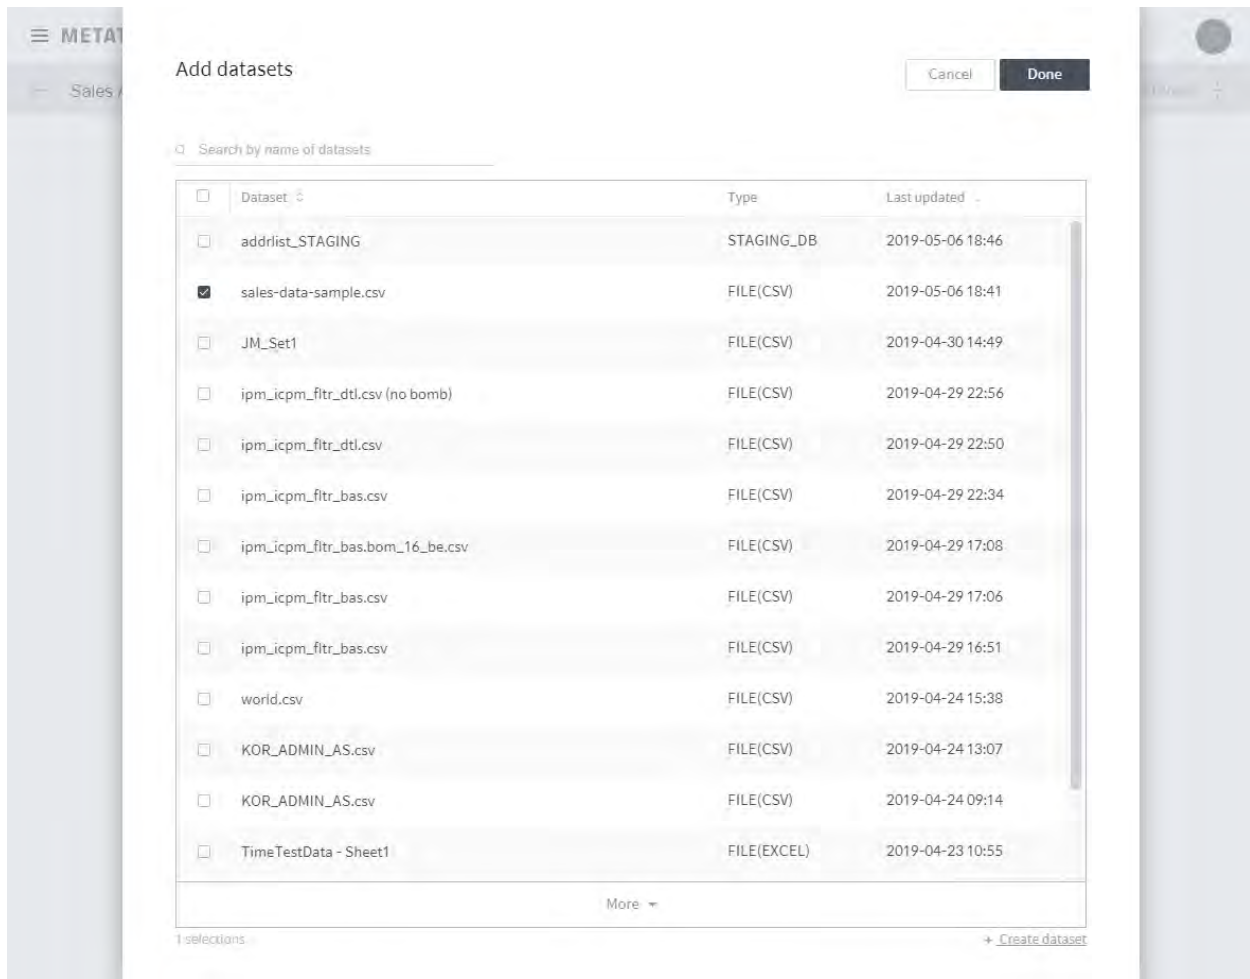 METAT
Sales A
Add datasets
Cancel
Done
Search by name of datasets
Dataset Type Last updated
addrlist_STAGING STAGING_DB 2019-05-06 18:46
sales-data-sample.csv FILE(CSV) 2019-05-06 18:41
JM_Set1 FILE(CSV) 2019-04-30 14:49
ipm_icpm_fltr_dtl.csv (no bomb) FILE(CSV) 2019-04-29 22:56
ipm_icpm_fltr_dtl.csv FILE(CSV) 2019-04-29 22:50
ipm_icpm_fltr_bas.csv FILE(CSV) 2019-04-29 22:34
ipm_icpm_fltr_bas.bom_16_be.csv FILE(CSV) 2019-04-29 17:08
ipm_icpm_fltr_bas.csv FILE(CSV) 2019-04-29 17:06
ipm_icpm_fltr_bas.csv FILE(CSV) 2019-04-29 16:51
world.csv FILE(CSV) 2019-04-24 15:38
KOR_ADMIN_AS.csv FILE(CSV) 2019-04-24 13:07
KOR_ADMIN_AS.csv FILE(CSV) 2019-04-24 09:14
TimeTestData - Sheet1 FILE(EXCEL) 2019-04-23 10:55
More
1 selections + Create dataset